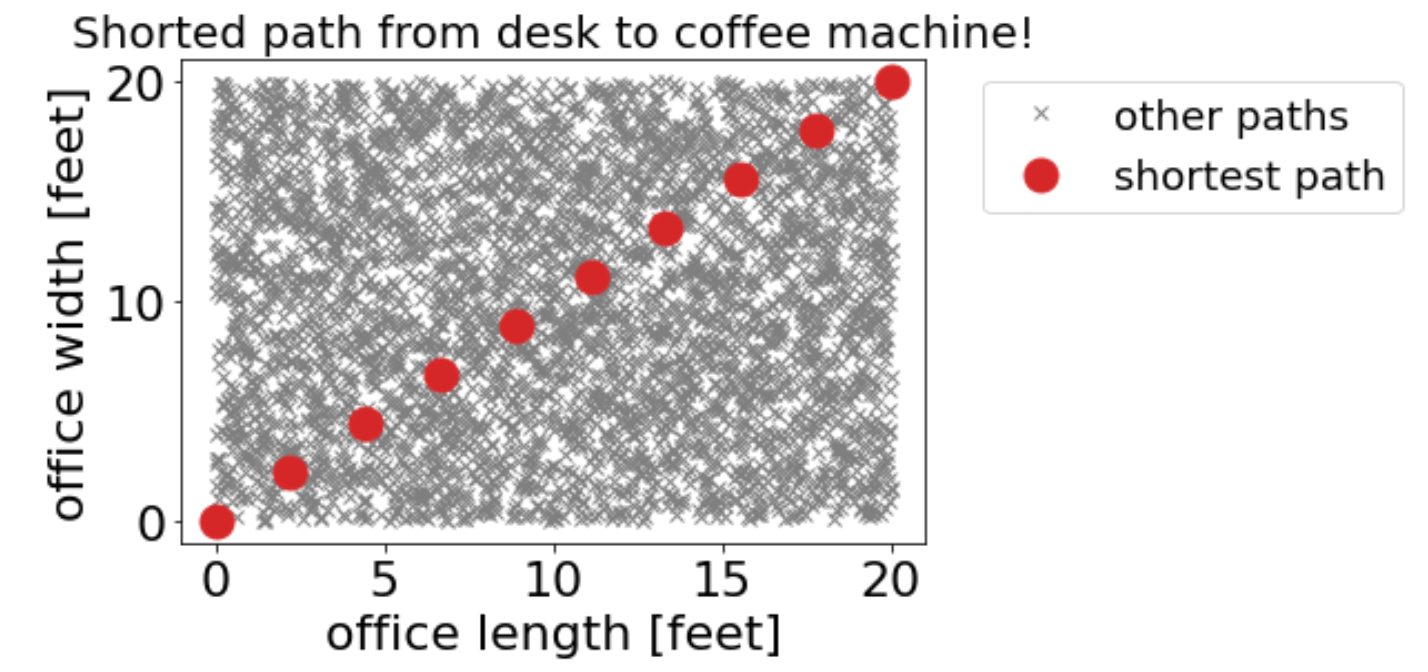 Shorted path from desk to coffee machine!
20
10
0
office width [feet]
0 5 10 15 20
office length [feet]
other paths
shortest path